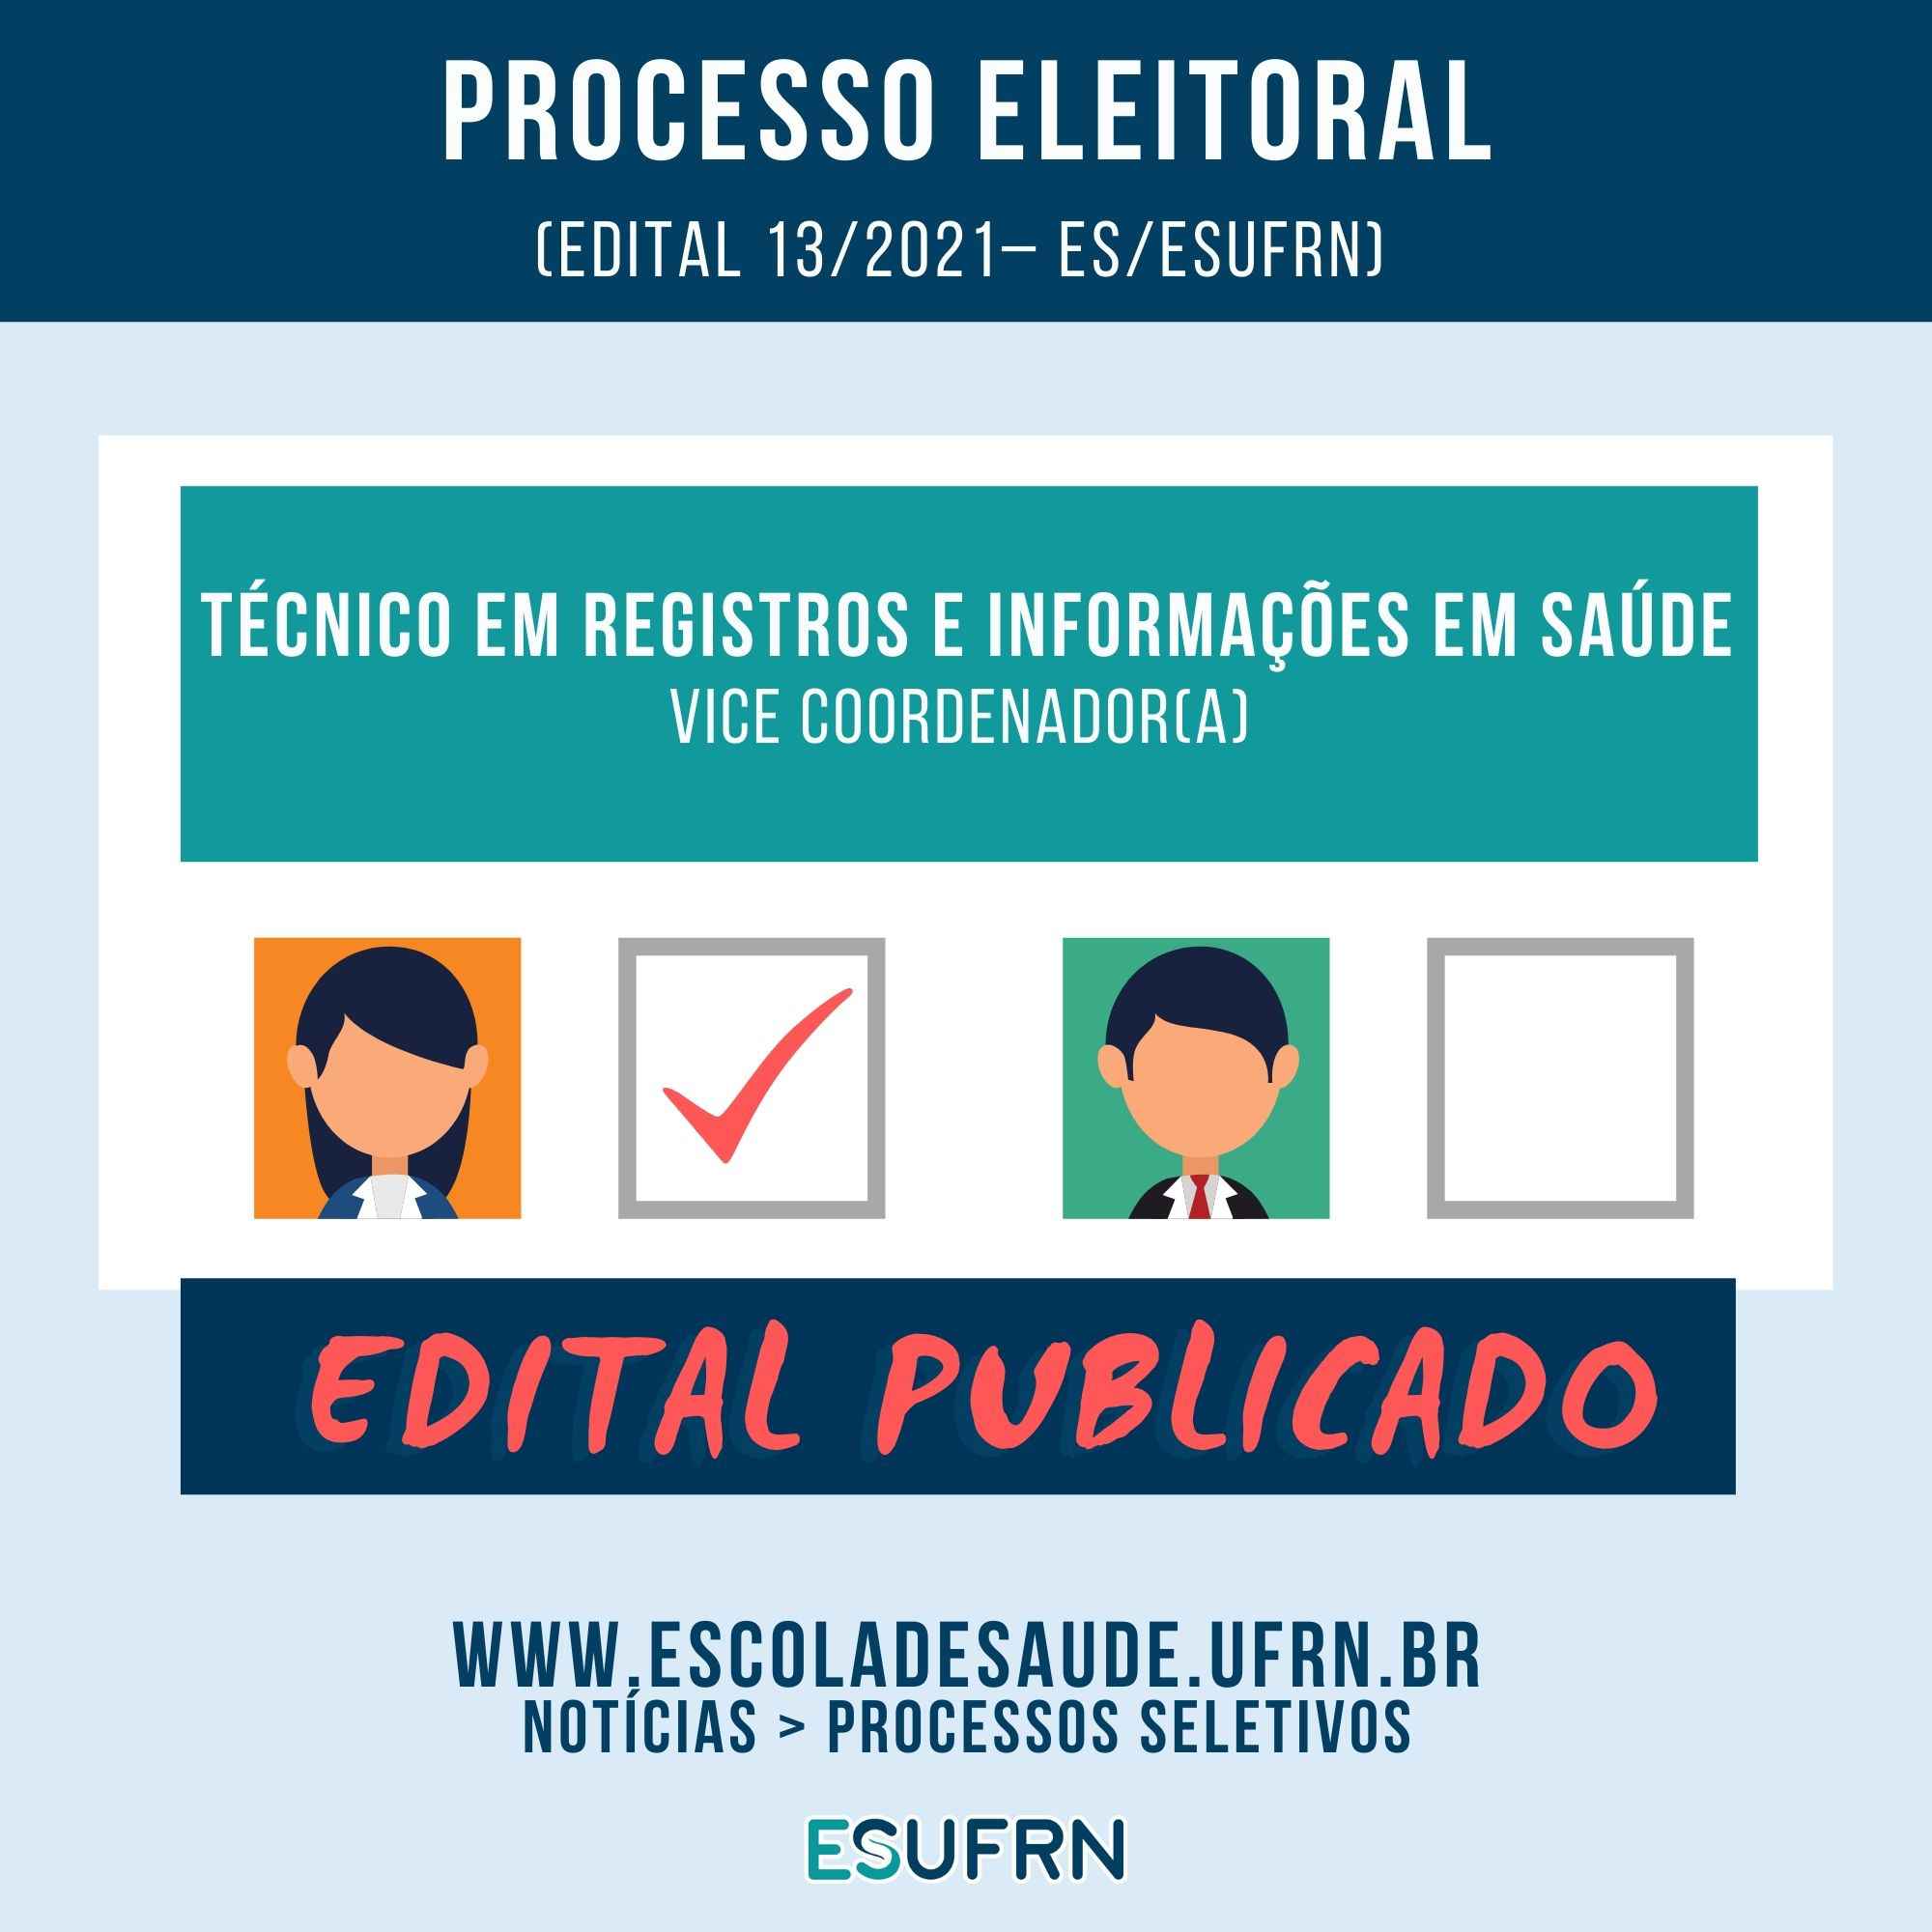 PROCESSO ELEITORAL
(EDITAL 13/2021– ES/ESUFRN)
TÉCNICO EM REGISTROS E INFORMAÇÕES EM SAÚDE
VICE COORDENADOR(A)
EDITAL PUBLICADO
WWW.ESCOLADESAUDE.UFRN.BR
NOTÍCIAS > PROCESSOS SELETIVOS
ESUFRN